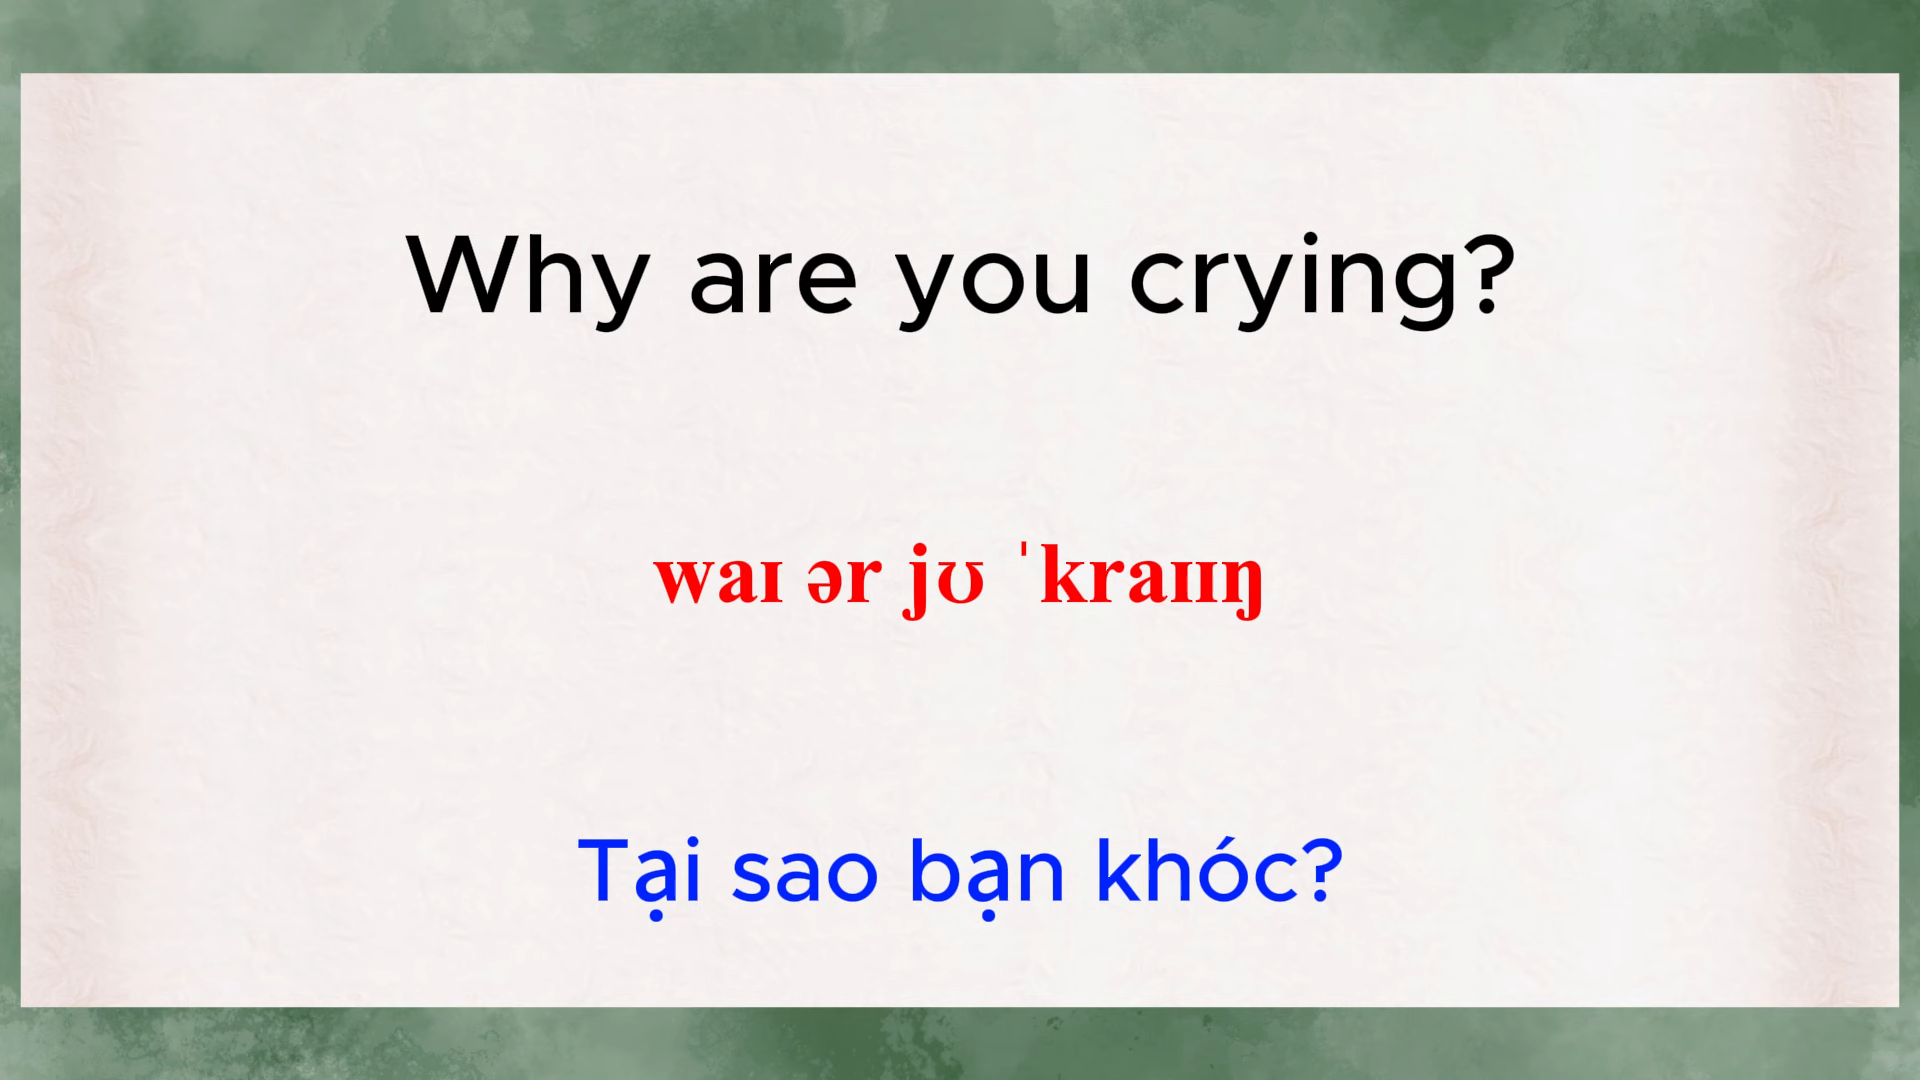 Why are you crying?
waɪ ər jʊ ˈkraɪɪŋ
Tại sao bạn khóc?